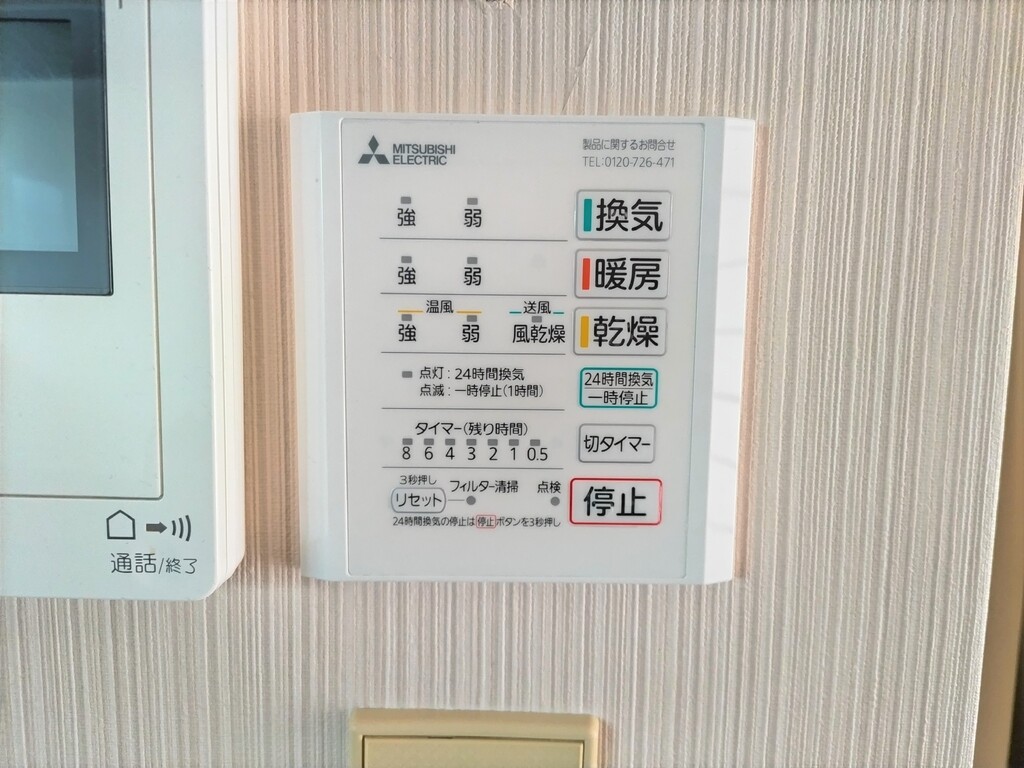 MITSUBISHI
ELECTRIC
製品に関するお問合せ
TEL:0120-726-471
強 弱 換気
強 弱 暖房
温風 送風
強 弱 風乾燥 乾燥
点灯：24時間換気
点滅：一時停止(1時間)
24時間換気
一時停止
タイマー(残り時間)
8 6 4 3 2 1 0.5
切タイマー
3秒押し
リセット フィルター清掃 点検
停止
24時間換気の停止は停止ボタンを3秒押し
通話/終了